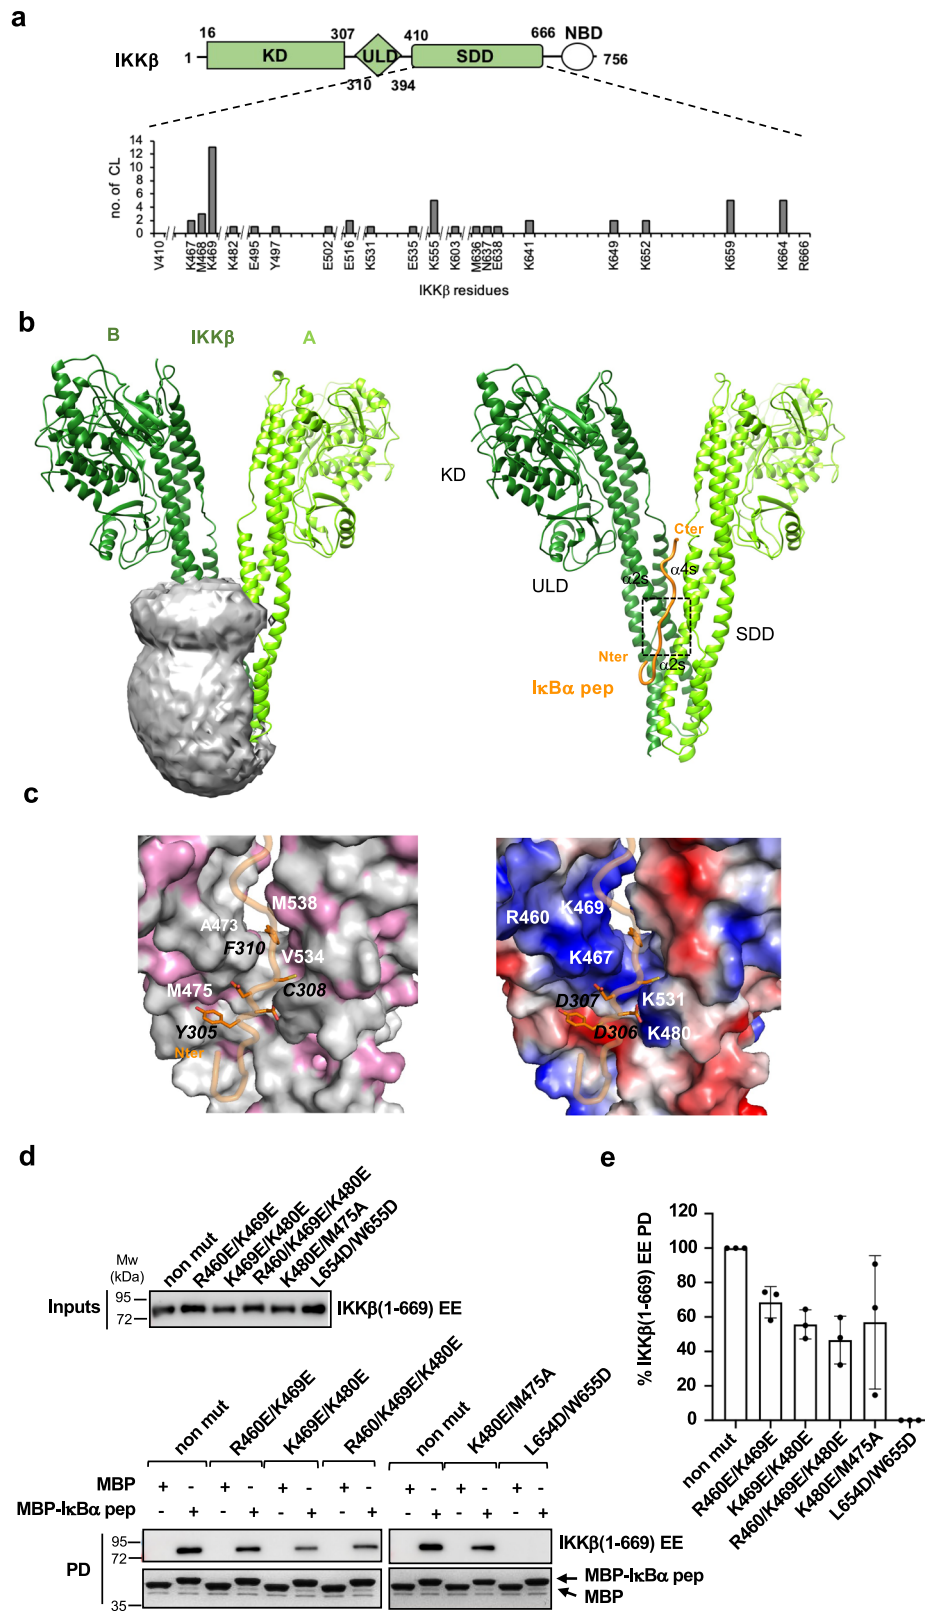 a
16 307 410 666 NBD
IKKβ 1 KD ULD SDD 756
310 394
no. of CL
14
12
10
8
6
4
2
0
V410 K467 M468 K469 K482 E495 Y497 E502 E516 K531 E535 K555 K603 M636 N637 E638 K641 K649 K652 K659 K664 R666
IKKβ residues
b
B IKKβ A
KD
ULD
Cter
α2s α4s
SDD
Nter
α2s
IκBα pep
c
M538
A473
F310
V534
M475
C308
Y305
Nter
K469
R460
K467
D307
K531
D306
K480
d
Mw
(kDa)
non mut
R460E/K469E
K469E/K480E
R460/K469E/K480E
K480E/M475A
L654D/W655D
Inputs
95
72
IKKβ(1-669) EE
non mut
R460E/K469E
K469E/K480E
R460/K469E/K480E
non mut
K480E/M475A
L654D/W655D
MBP + - + - + - + - + - + - + -
MBP-IκBα pep - + - + - + - + - + - + - +
PD
95
72
IKKβ(1-669) EE
55
MBP-IκBα pep
MBP
35
e
% IKKβ(1-669) EE PD
120
100
80
60
40
20
0
non mut
R460E/K469E
K469E/K480E
R460/K469E/K480E
K480E/M475A
L654D/W655D